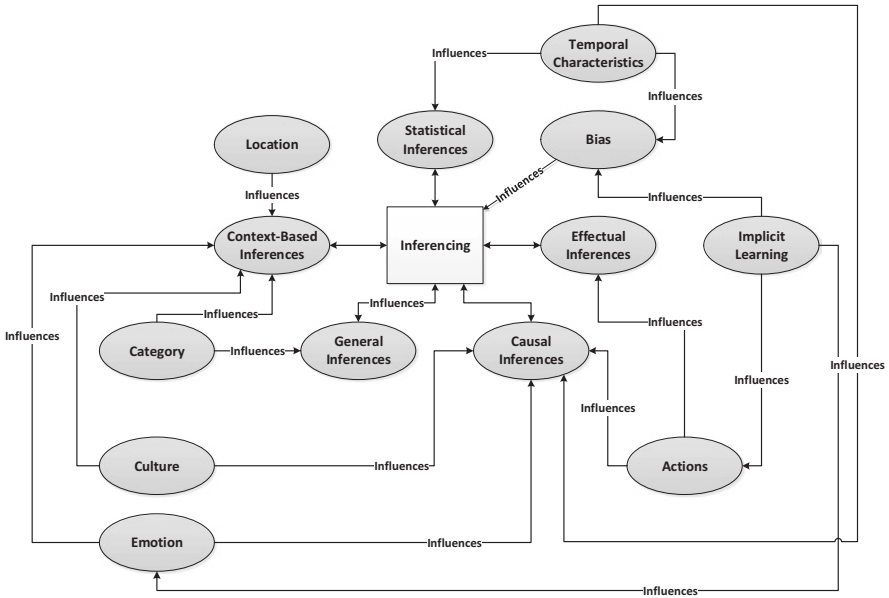 Temporal
Characteristics
Influences
Influences
Statistical
Inferences
Bias
Location
Influences
Influences
Influences
Context-Based
Inferences
Inferencing
Effectual
Inferences
Implicit
Learning
Influences
Influences
Influences
Influences
Influences
General
Inferences
Causal
Inferences
Category
Influences
Influences
Influences
Influences
Culture
Influences
Actions
Emotion
Influences
Influences